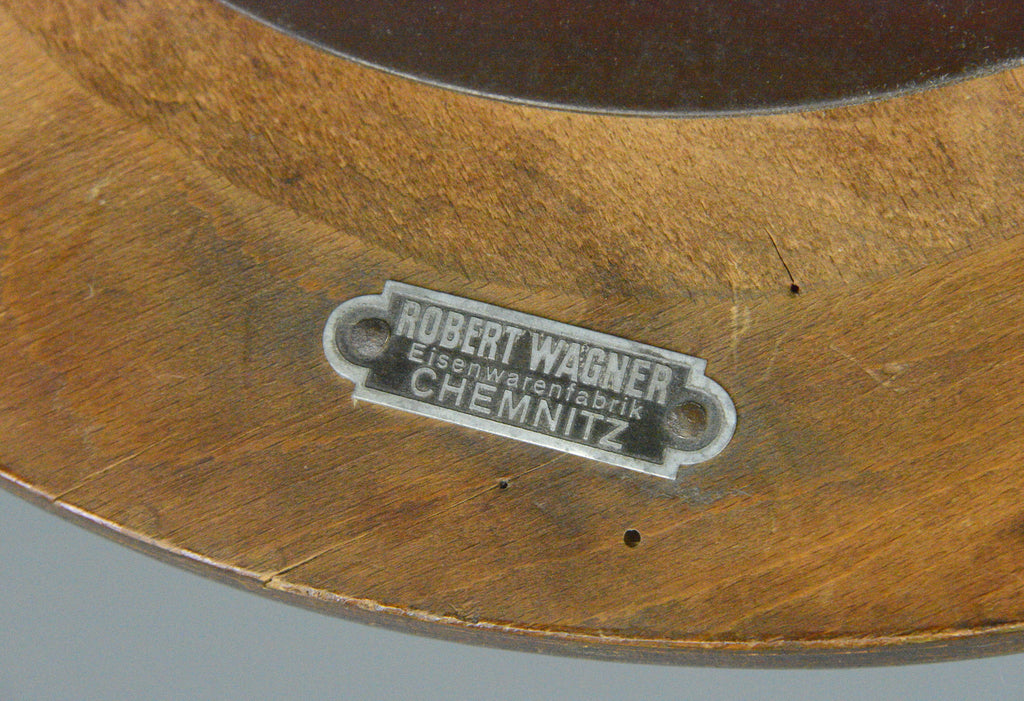 ROBERT WAGNER
Eisenwarenfabrik
CHEMNITZ